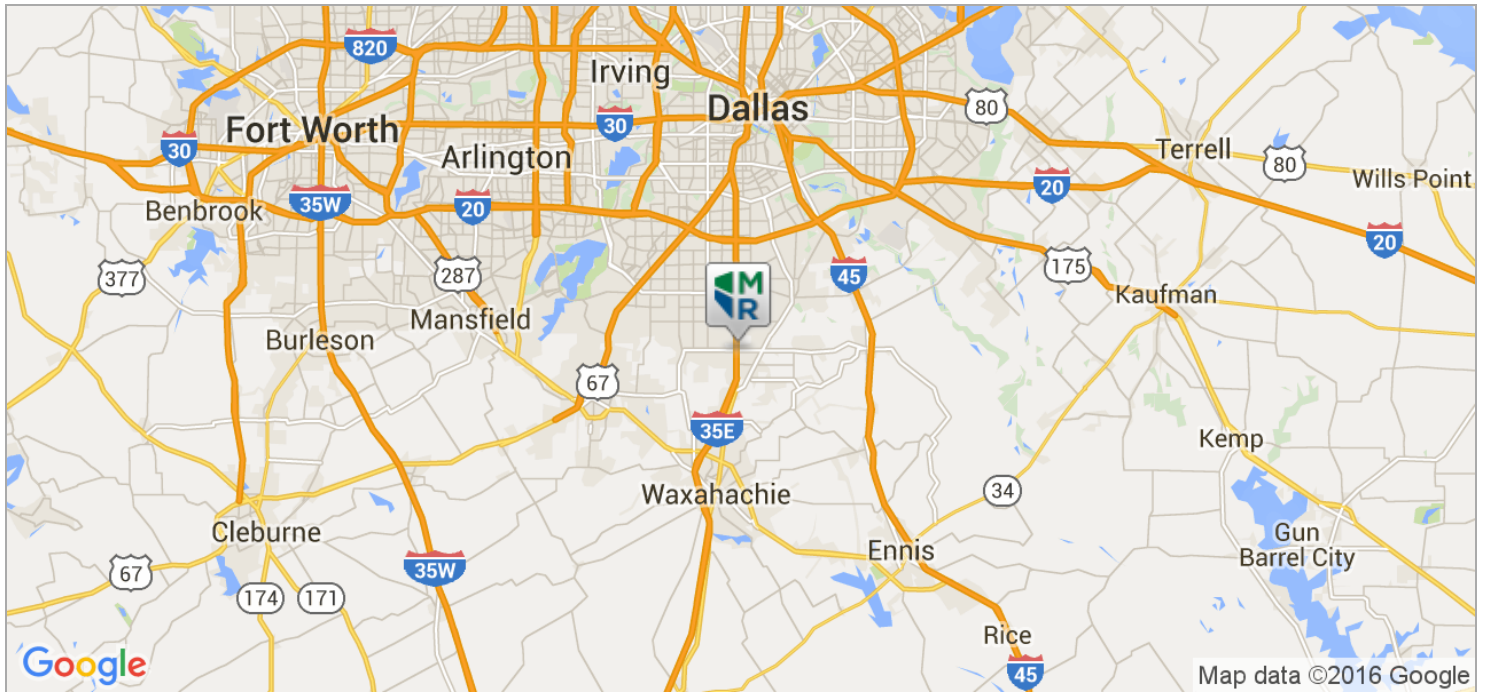 820
Irving
Dallas
80
Fort Worth
30
30
Arlington
Terrell
80
Wills Point
Benbrook
35W
20
20
20
377
287
45
175
M
R
Kaufman
Mansfield
Burleson
67
35E
Kemp
Waxahachie
34
Cleburne
Ennis
Gun
Barrel City
67
35W
174
171
Rice
45
Google
Map data ©2016 Google